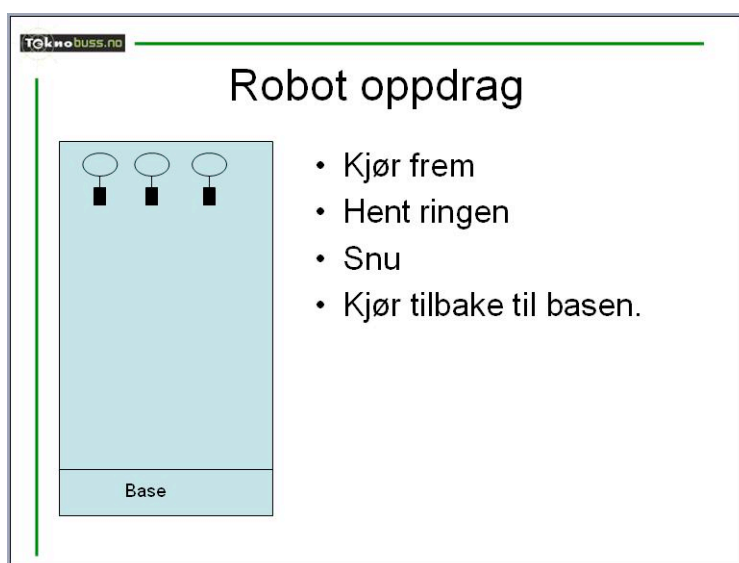 Teknobuss.no
Robot oppdrag
• Kjør frem
• Hent ringen
• Snu
• Kjør tilbake til basen.
Base